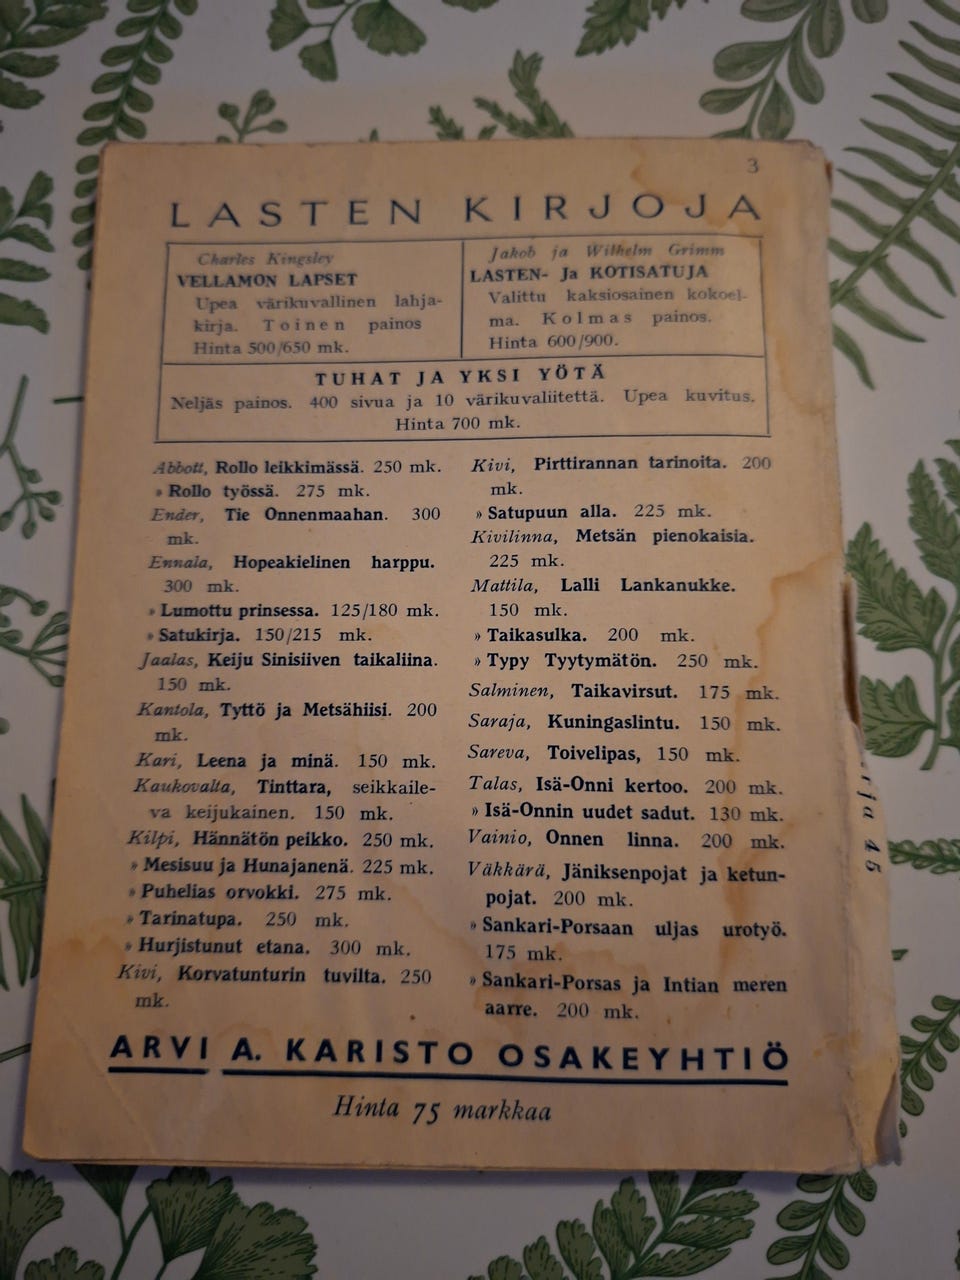 3
LASTEN KIRJOJA
Charles Kingsley
VELLAMON LAPSET
Upea värikuvallinen lahja-
kirja. Toinen painos
Hinta 500/650 mk.
Jakob ja Wilhelm Grimm
LASTEN- Ja KOTISATUJA
Valittu kaksiosainen kokoel-
ma. Kolmas painos.
Hinta 600/900.
TUHAT JA YKSI YÖTÄ
Neljäs painos. 400 sivua ja 10 värikuvaliitettä. Upea kuvitus.
Hinta 700 mk.
Abbott, Rollo leikkimässä. 250 mk.
» Rollo työssä. 275 mk.
Ender, Tie Onnenmaahan. 300
mk.
Ennala, Hopeakielinen harppu.
300 mk.
» Lumottu prinsessa. 125/180 mk.
» Satukirja. 150/215 mk.
Jaalas, Keiju Sinisiiven taikaliina.
150 mk.
Kantola, Tyttö ja Metsähiisi. 200
mk.
Kari, Leena ja minä. 150 mk.
Kaukovalta, Tinttara, seikkaile-
va keijukainen. 150 mk.
Kilpi, Hännätön peikko. 250 mk.
» Mesisuu ja Hunajanenä. 225 mk.
» Puhelias orvokki. 275 mk.
» Tarinatupa. 250 mk.
» Hurjistunut etana. 300 mk.
Kivi, Korvatunturin tuvilta. 250
mk.
Kivi, Pirttirannan tarinoita. 200
mk.
» Satupuun alla. 225 mk.
Kivilinna, Metsän pienokaisia.
225 mk.
Mattila, Lalli Lankanukke.
150 mk.
» Taikasulka. 200 mk.
» Typy Tyytymätön. 250 mk.
Salminen, Taikavirsut. 175 mk.
Saraja, Kuningaslintu. 150 mk.
Sareva, Toivelipas, 150 mk.
Talas, Isä-Onni kertoo. 200 mk.
» Isä-Onnin uudet sadut. 130 mk.
Vainio, Onnen linna. 200 mk.
Väkkärä, Jäniksenpojat ja ketun-
pojat. 200 mk.
» Sankari-Porsaan uljas urotyö.
175 mk.
» Sankari-Porsas ja Intian meren
aarre. 200 mk.
ARVI A. KARISTO OSAKEYHTIÖ
Hinta 75 markkaa
45